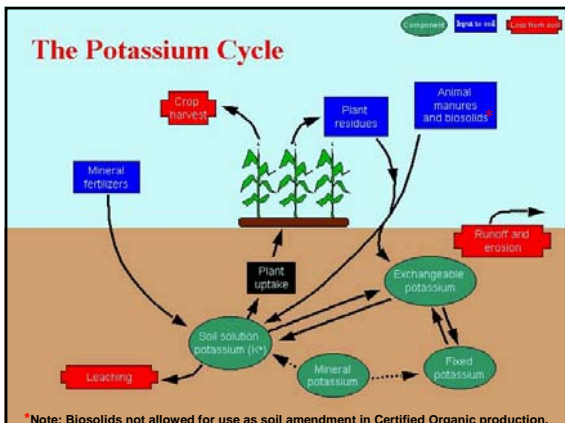 The Potassium Cycle
Component
Input to soil
Loss from soil
Crop
harvest
Plant
residues
Animal
manures
and biosolids*
Mineral
fertilizers
Runoff and
erosion
Plant
uptake
Exchangeable
potassium
Soil solution
potassium (K+)
Mineral
potassium
Fixed
potassium
Leaching
*Note: Biosolids not allowed for use as soil amendment in Certified Organic production.